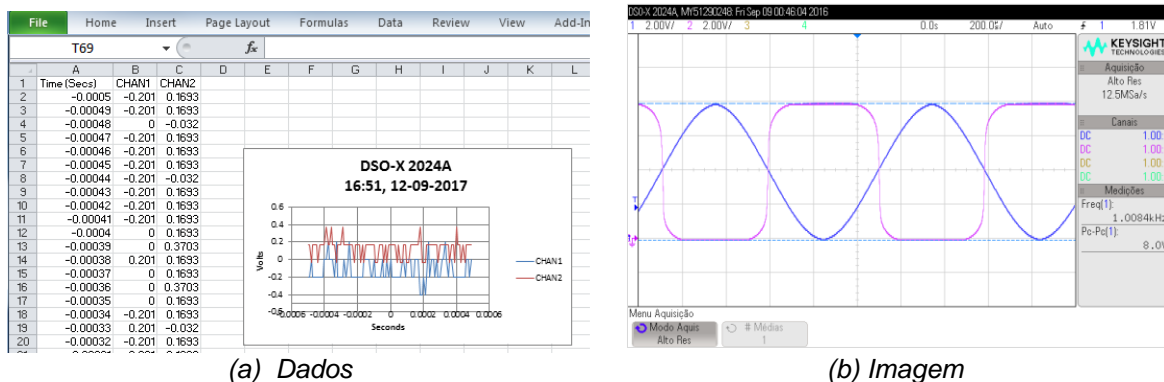 File Home Insert Page Layout Formulas Data Review View Add-In
T69 fx
A B C D E F G H I J K L
1 Time (Secs) CHAN1 CHAN2
2 -0.0005 -0.201 0.1693
3 -0.00049 -0.201 0.1693
4 -0.00048 0 -0.032
5 -0.00047 -0.201 0.1693
6 -0.00046 -0.201 0.1693
7 -0.00045 -0.201 0.1693
8 -0.00044 -0.201 -0.032
9 -0.00043 -0.201 0.1693
10 -0.00042 -0.201 0.1693
11 -0.00041 -0.201 0.1693
12 -0.0004 0 0.1693
13 -0.00039 0 0.3703
14 -0.00038 0.201 0.1693
15 -0.00037 0 0.1693
16 -0.00036 0 0.3703
17 -0.00035 0 0.1693
18 -0.00034 -0.201 0.1693
19 -0.00033 0.201 -0.032
20 -0.00032 -0.201 0.1693
DSO-X 2024A
16:51, 12-09-2017
0.6
0.4
0.2
0
-0.2
-0.4
Volts
-0.0004 -0.0002 0 0.0002 0.0004 0.0006
Seconds
CHAN1
CHAN2
(a) Dados
DSO-X 2024A, MY51290248: Fri Sep 09 00:46:04 2016
1 2.00V/ 2 2.00V/ 3 4 0.0s 200.0s/ Auto 1 1.81V
KEYSIGHT
TECHNOLOGIES
Aquisição
Alto Res
12.5MSa/s
Canais
DC 1.00:
DC 1.00:
DC 1.00:
DC 1.00:
Medições
Freq(1):
1.0084kHz
Pc-Pc(1):
8.0V
Menu Aquisição
Modo Aquis
Alto Res
# Médias
1
(b) Imagem